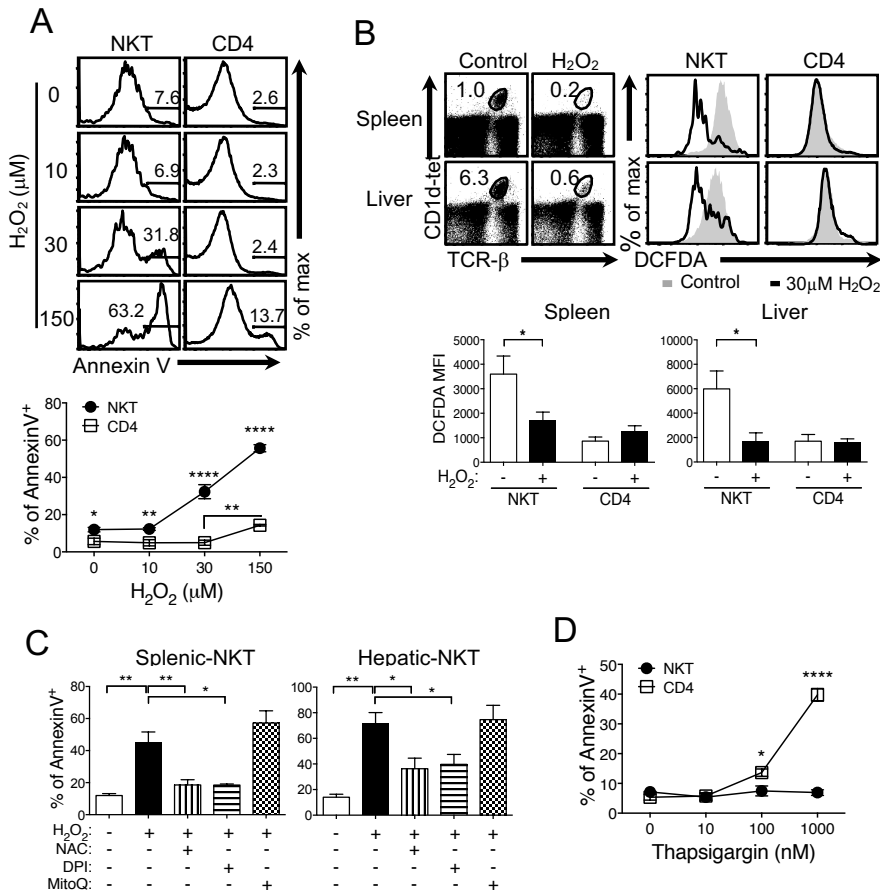 A
NKT CD4
H₂O₂ (µM)
0
7.6
2.6
10
6.9
2.3
30
31.8
2.4
150
63.2
13.7
% of max
Annexin V
NKT
CD4
% of AnnexinV⁺
80
60
40
20
0
* ** **** ****
**
0 10 30 150
H₂O₂ (µM)
B
Control H₂O₂
NKT CD4
Spleen
1.0
0.2
Liver
6.3
0.6
CD1d-tet
TCR-β
% of max
DCFDA
Control 30µM H₂O₂
Spleen
DCFDA MFI
5000
4000
3000
2000
1000
0
*
H₂O₂: - + - +
NKT CD4
Liver
10000
8000
6000
4000
2000
0
*
- + - +
NKT CD4
C
Splenic-NKT
% of AnnexinV⁺
80
60
40
20
0
** ** *
H₂O₂: - + + + +
NAC: - - + - -
DPI: - - - + -
MitoQ: - - - - +
Hepatic-NKT
100
80
60
40
20
0
** * *
- + + + +
- - + - -
- - - + -
- - - - +
D
NKT
CD4
% of AnnexinV⁺
50
40
30
20
10
0
* ****
0 10 100 1000
Thapsigargin (nM)